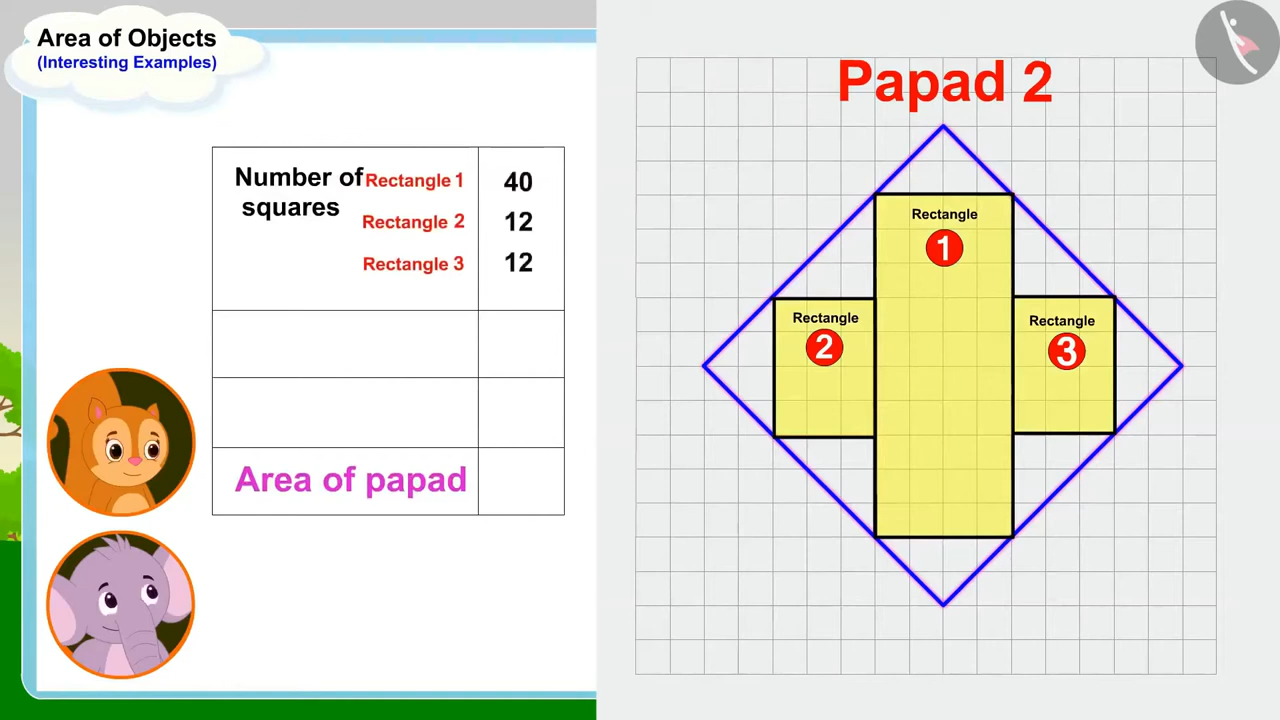 Area of Objects
(Interesting Examples)
Number of Rectangle 1 40
squares
Rectangle 2 12
Rectangle 3 12
Area of papad
Papad 2
Rectangle
1
Rectangle
2
Rectangle
3